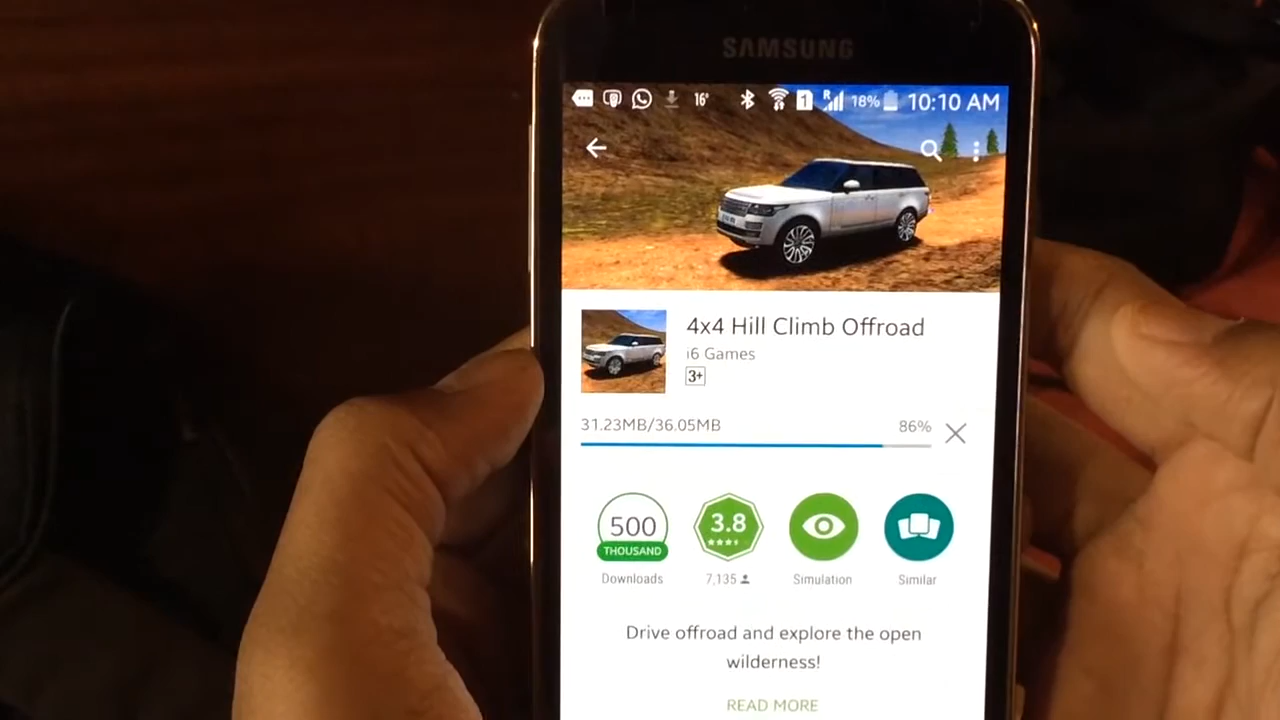 SAMSUNG
16° 1 R 18% 10:10 AM
4x4 Hill Climb Offroad
i6 Games
3+
31.23MB/36.05MB 86%
500
THOUSAND
3.8
Downloads
7,135
Simulation
Similar
Drive offroad and explore the open
wilderness!
READ MORE